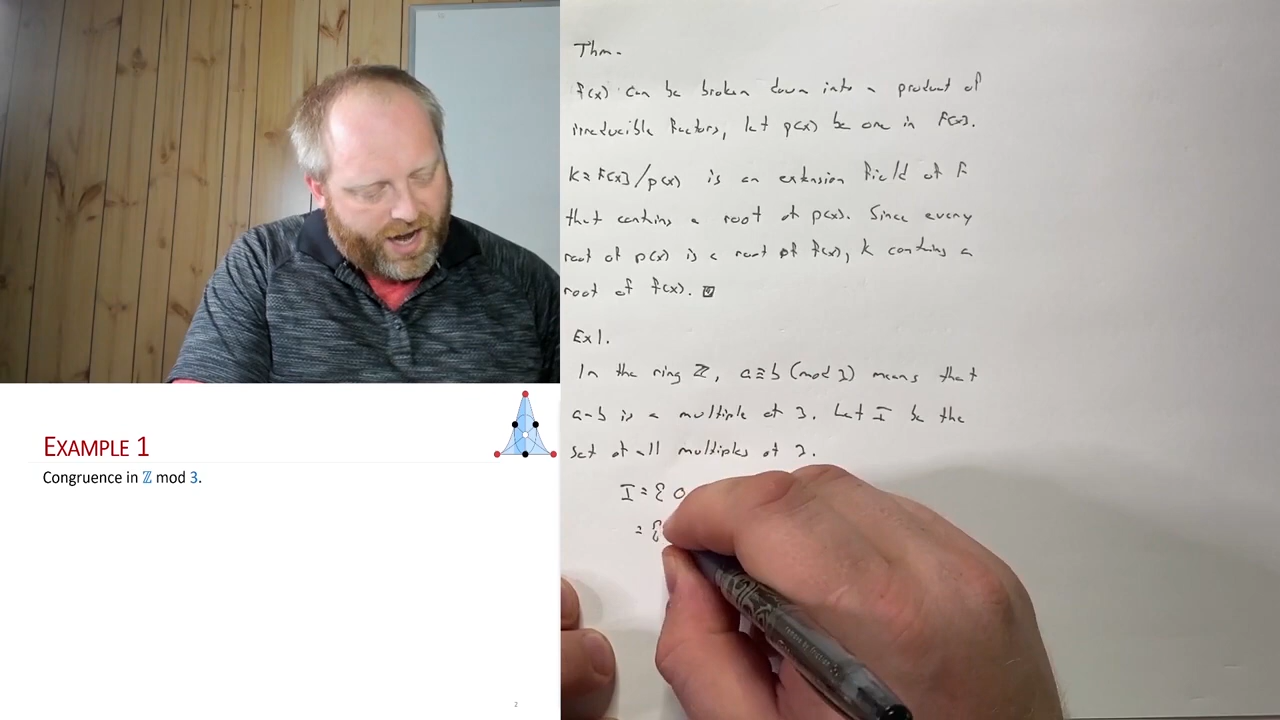 Thm.
f(x) can be broken down into a product of
irreducible factors, let p(x) be one in F[x].
K = F[x]/p(x) is an extension field of F
that contains a root of p(x). Since every
root of p(x) is a root of f(x), K contains a
root of f(x).
Ex 1.
In the ring ℤ, a ≡ b (mod 3) means that
a-b is a multiple of 3. Let I be the
set of all multiples of 3.
I = { 0
= {
EXAMPLE 1
Congruence in ℤ mod 3.
2